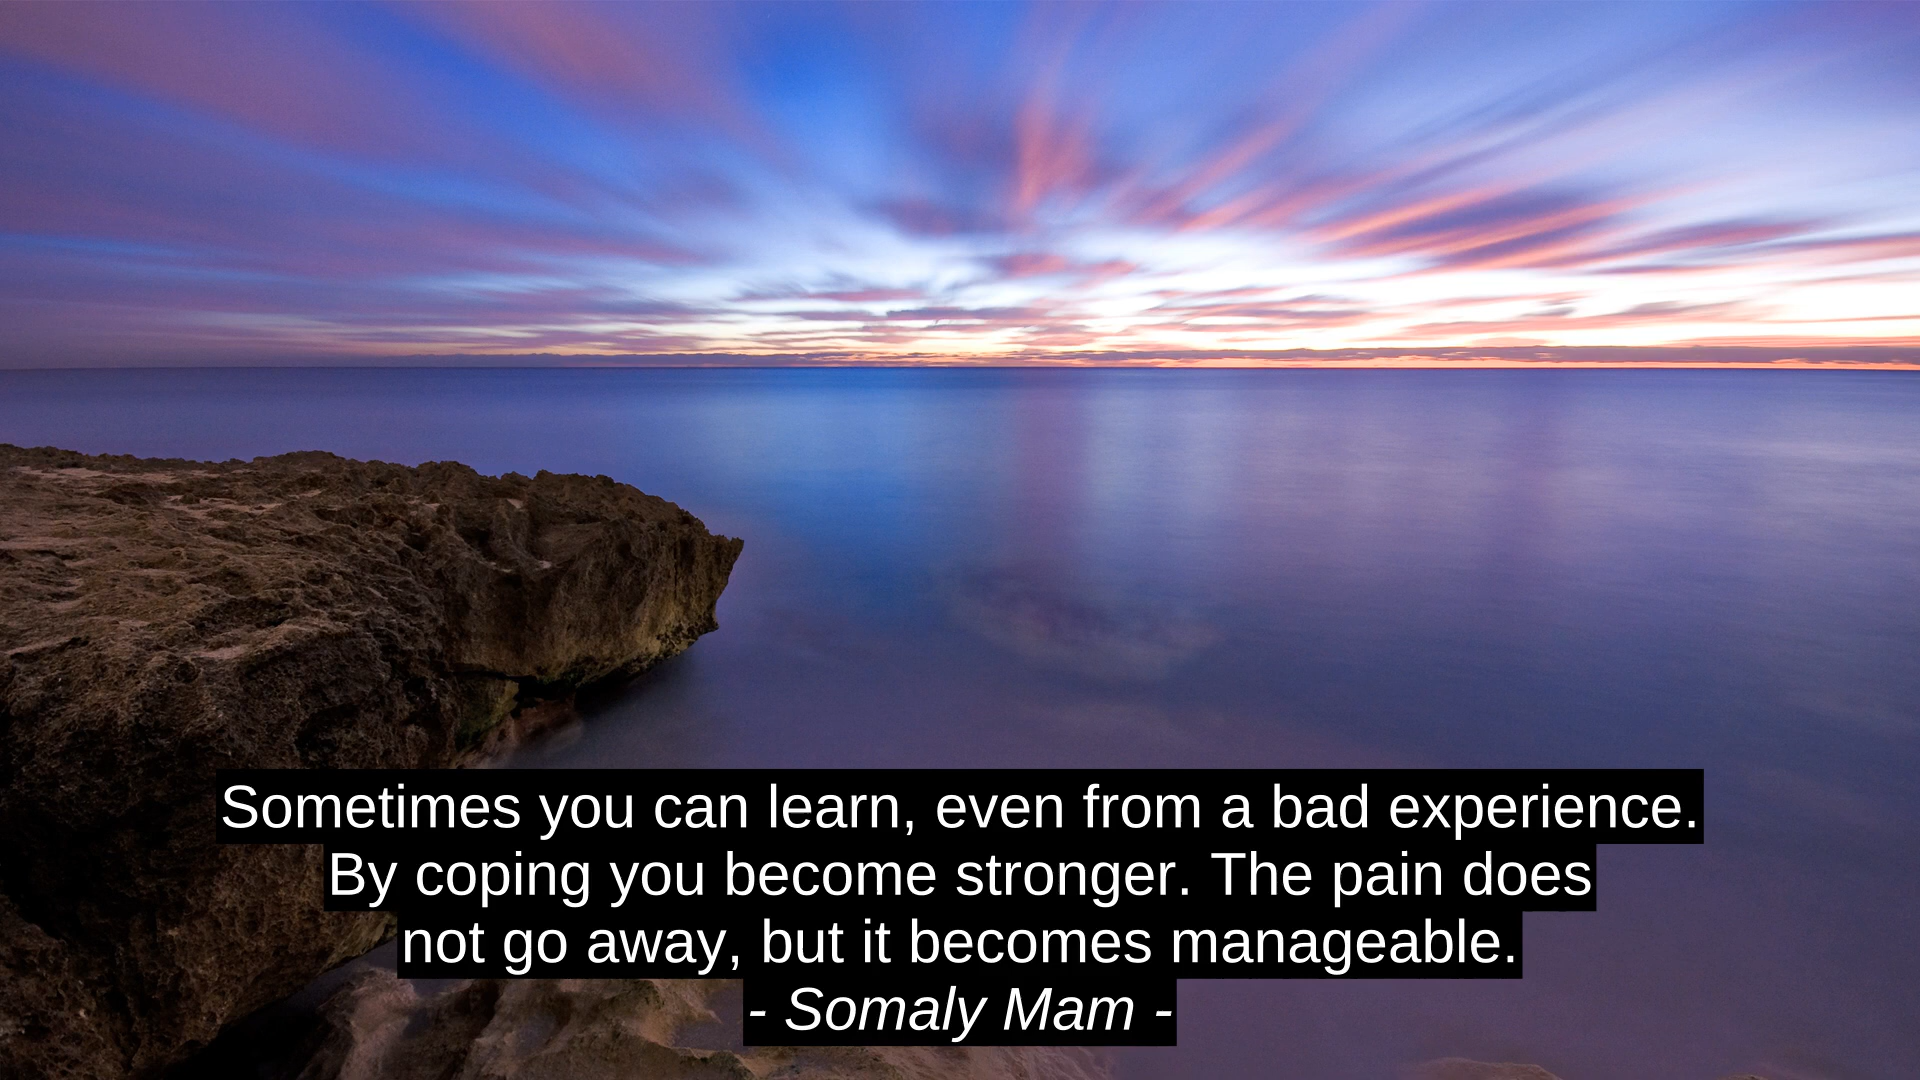 Sometimes you can learn, even from a bad experience.
By coping you become stronger. The pain does
not go away, but it becomes manageable.
- Somaly Mam -